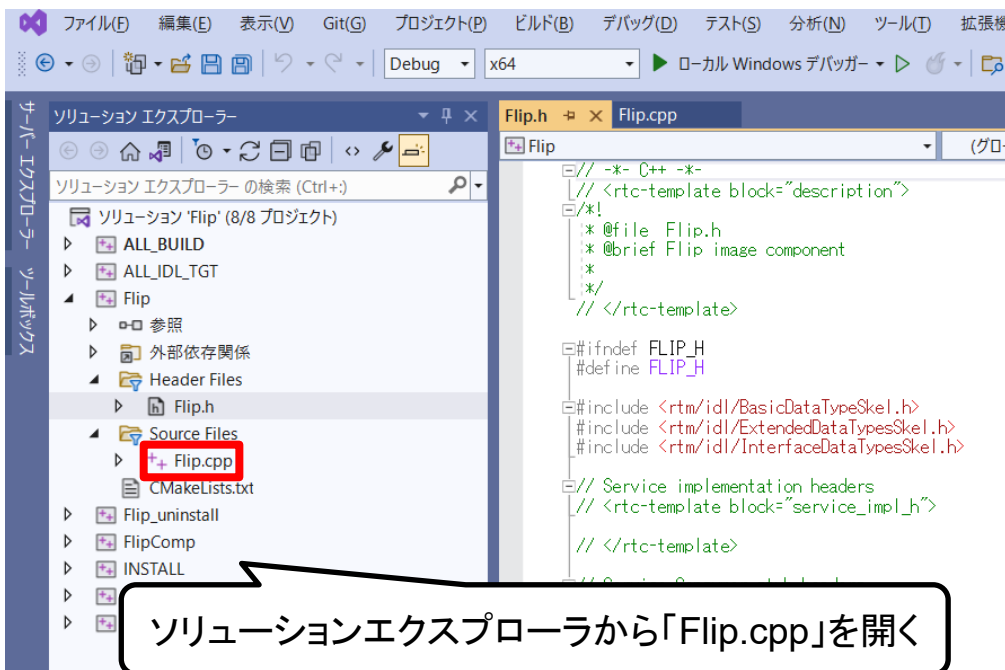 ファイル(F) 編集(E) 表示(V) Git(G) プロジェクト(P) ビルド(B) デバッグ(D) テスト(S) 分析(N) ツール(T)
Debug x64 ローカル Windows デバッガー
サーバー エクスプローラー
ツールボックス
ソリューション エクスプローラー
ソリューション エクスプローラー の検索 (Ctrl+:)
ソリューション 'Flip' (8/8 プロジェクト)
ALL_BUILD
ALL_IDL_TGT
Flip
参照
外部依存関係
Header Files
Flip.h
Source Files
Flip.cpp
CMakeLists.txt
Flip_uninstall
FlipComp
INSTALL
Flip.h Flip.cpp
Flip
// -*- C++ -*-
// <rtc-template block="description">
/*!
* @file Flip.h
* @brief Flip image component
*
*/
// </rtc-template>
#ifndef FLIP_H
#define FLIP_H
#include <rtm/idl/BasicDataTypeSkel.h>
#include <rtm/idl/ExtendedDataTypesSkel.h>
#include <rtm/idl/InterfaceDataTypesSkel.h>
// Service implementation headers
// <rtc-template block="service_impl_h">
// </rtc-template>
ソリューションエクスプローラから「Flip.cpp」を開く